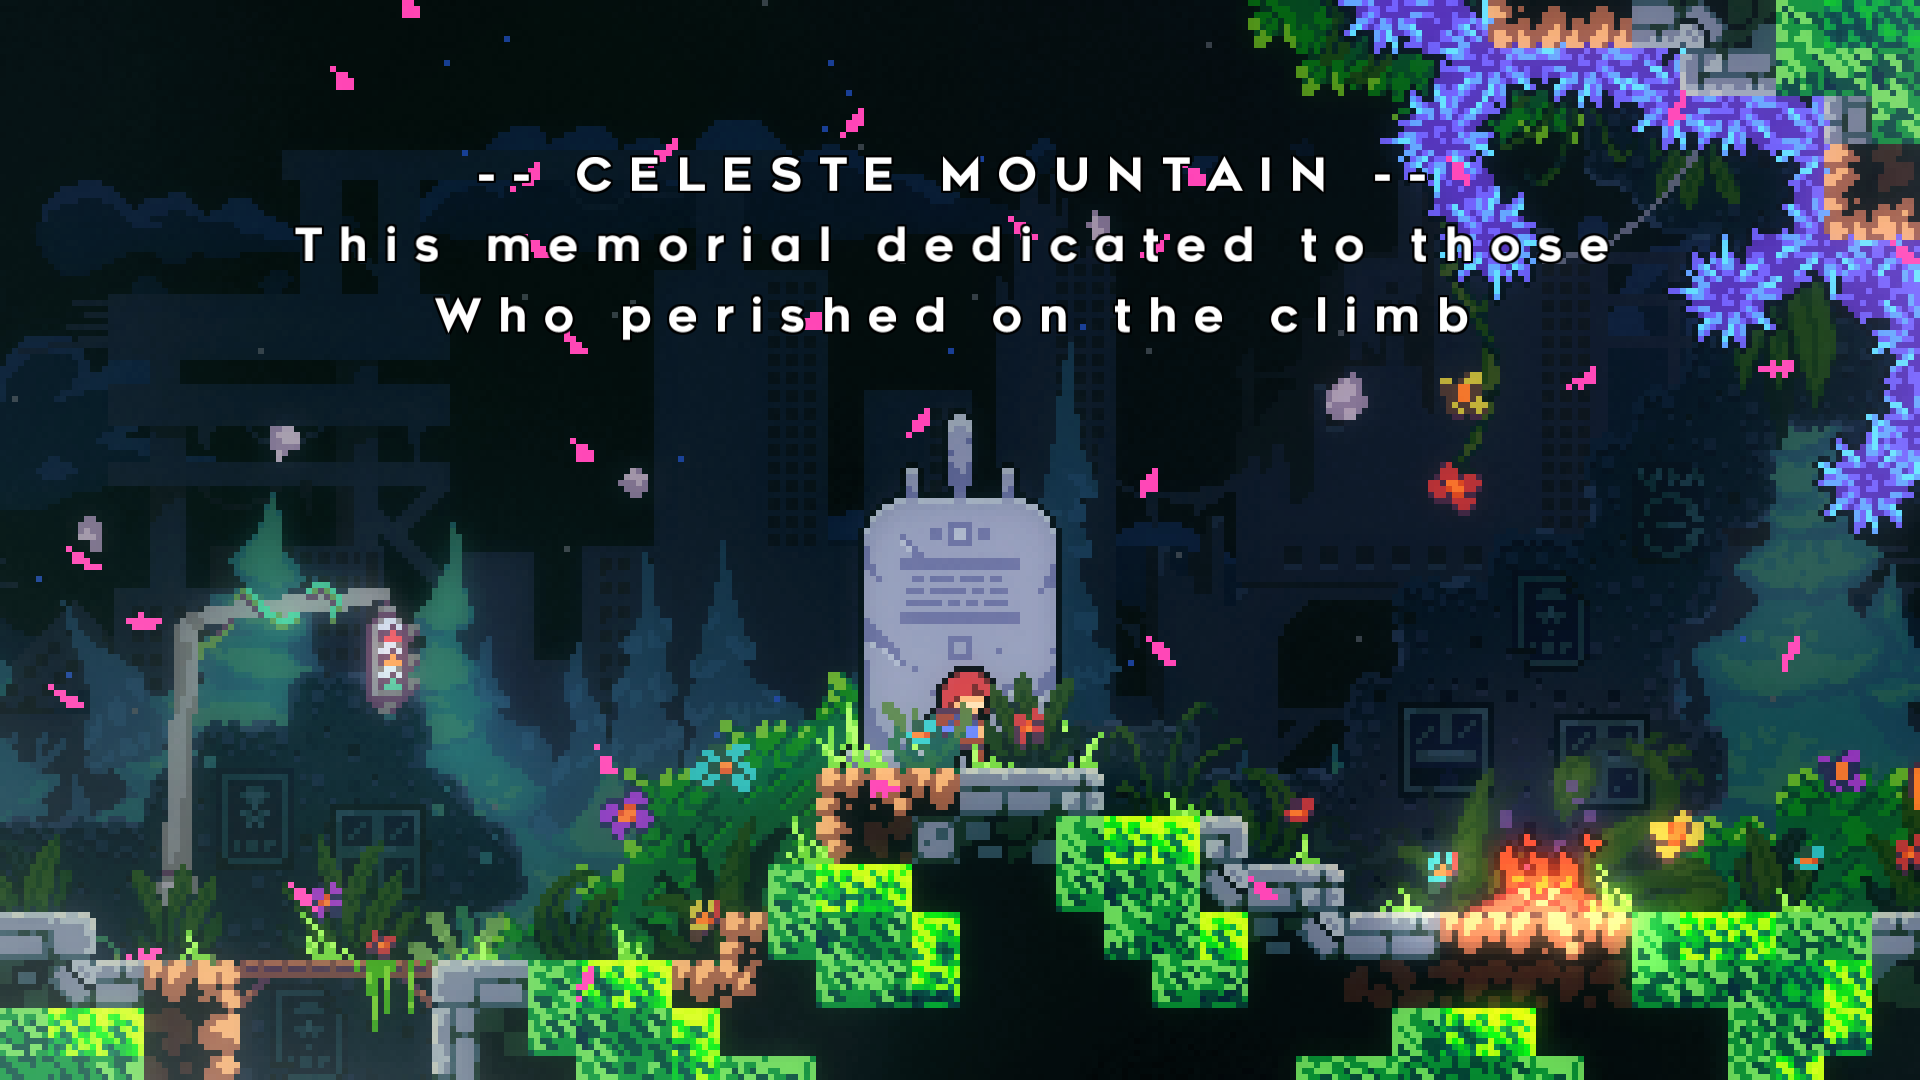 -- CELESTE MOUNTAIN --
This memorial dedicated to those
Who perished on the climb